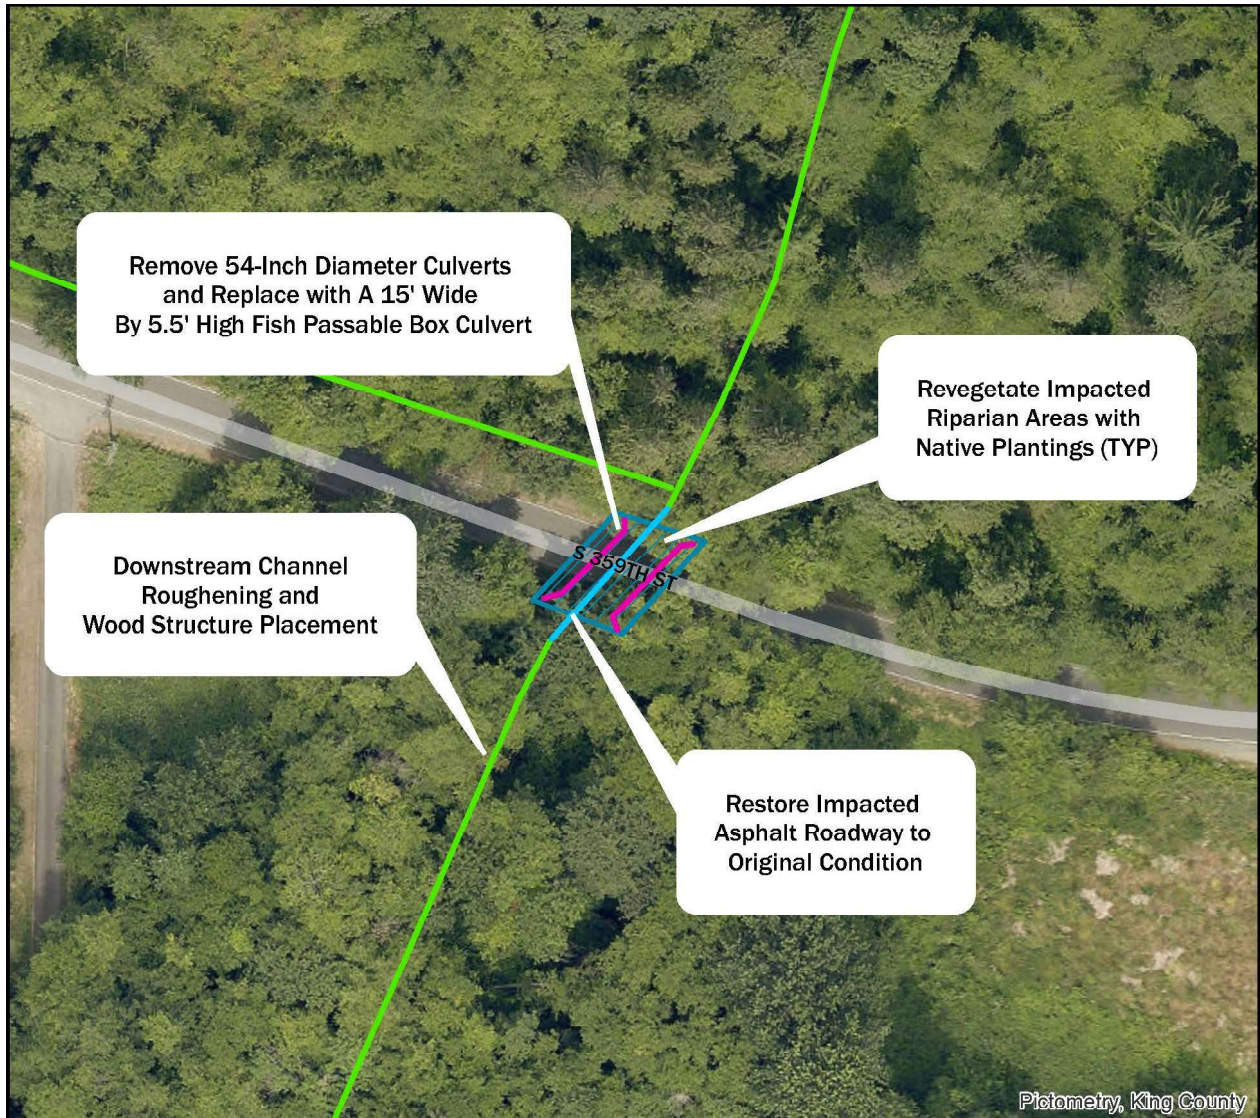 Remove 54-Inch Diameter Culverts
and Replace with A 15' Wide
By 5.5' High Fish Passable Box Culvert
Revegetate Impacted
Riparian Areas with
Native Plantings (TYP)
Downstream Channel
Roughening and
Wood Structure Placement
S 359TH ST
Restore Impacted
Asphalt Roadway to
Original Condition
Pictometry, King County